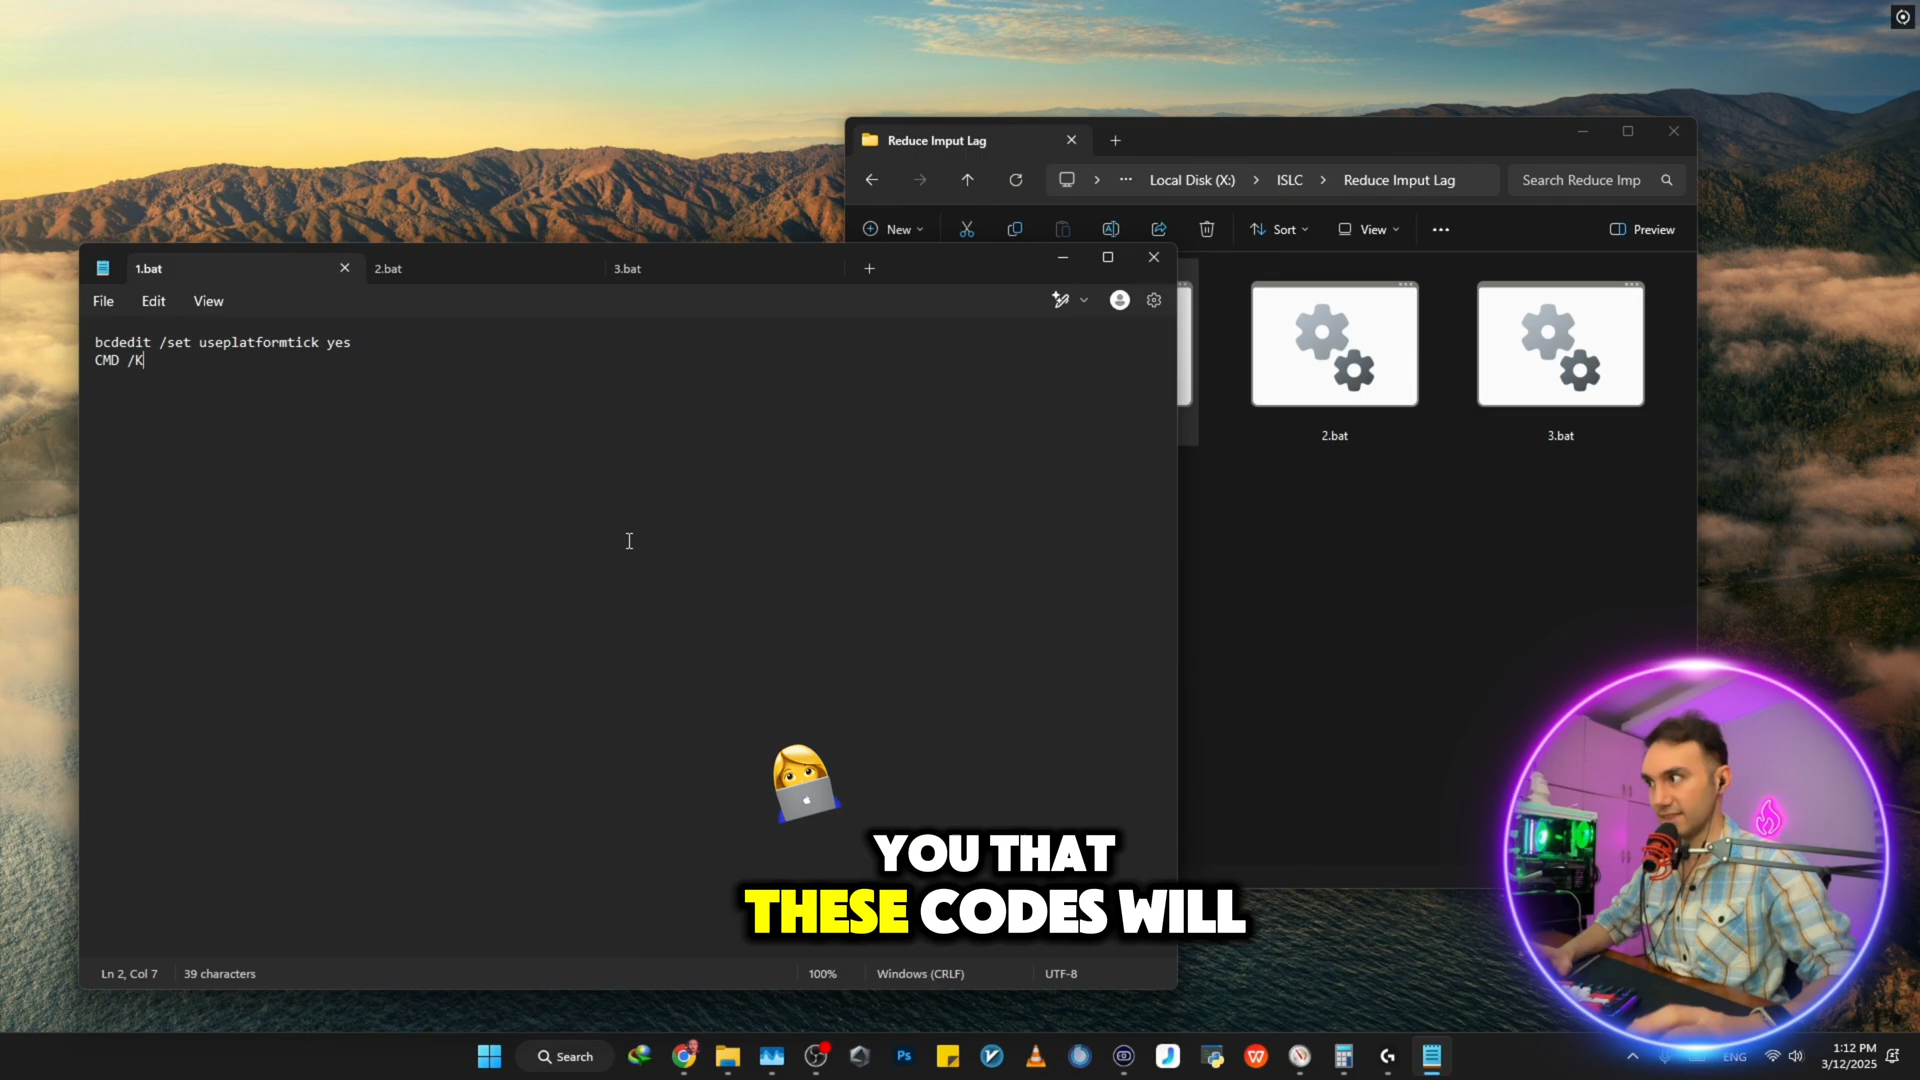 Reduce Imput Lag
Local Disk (X:)
ISLC
Reduce Imput Lag
Search Reduce Imp
New
Sort
View
Preview
1.bat
2.bat
3.bat
File
Edit
View
bcdedit /set useplatformtick yes
CMD /K
2.bat
3.bat
YOU THAT
THESE CODES WILL
Ln 2, Col 7
39 characters
100%
Windows (CRLF)
UTF-8
Search
Ps
ENG
1:12 PM
3/12/2025